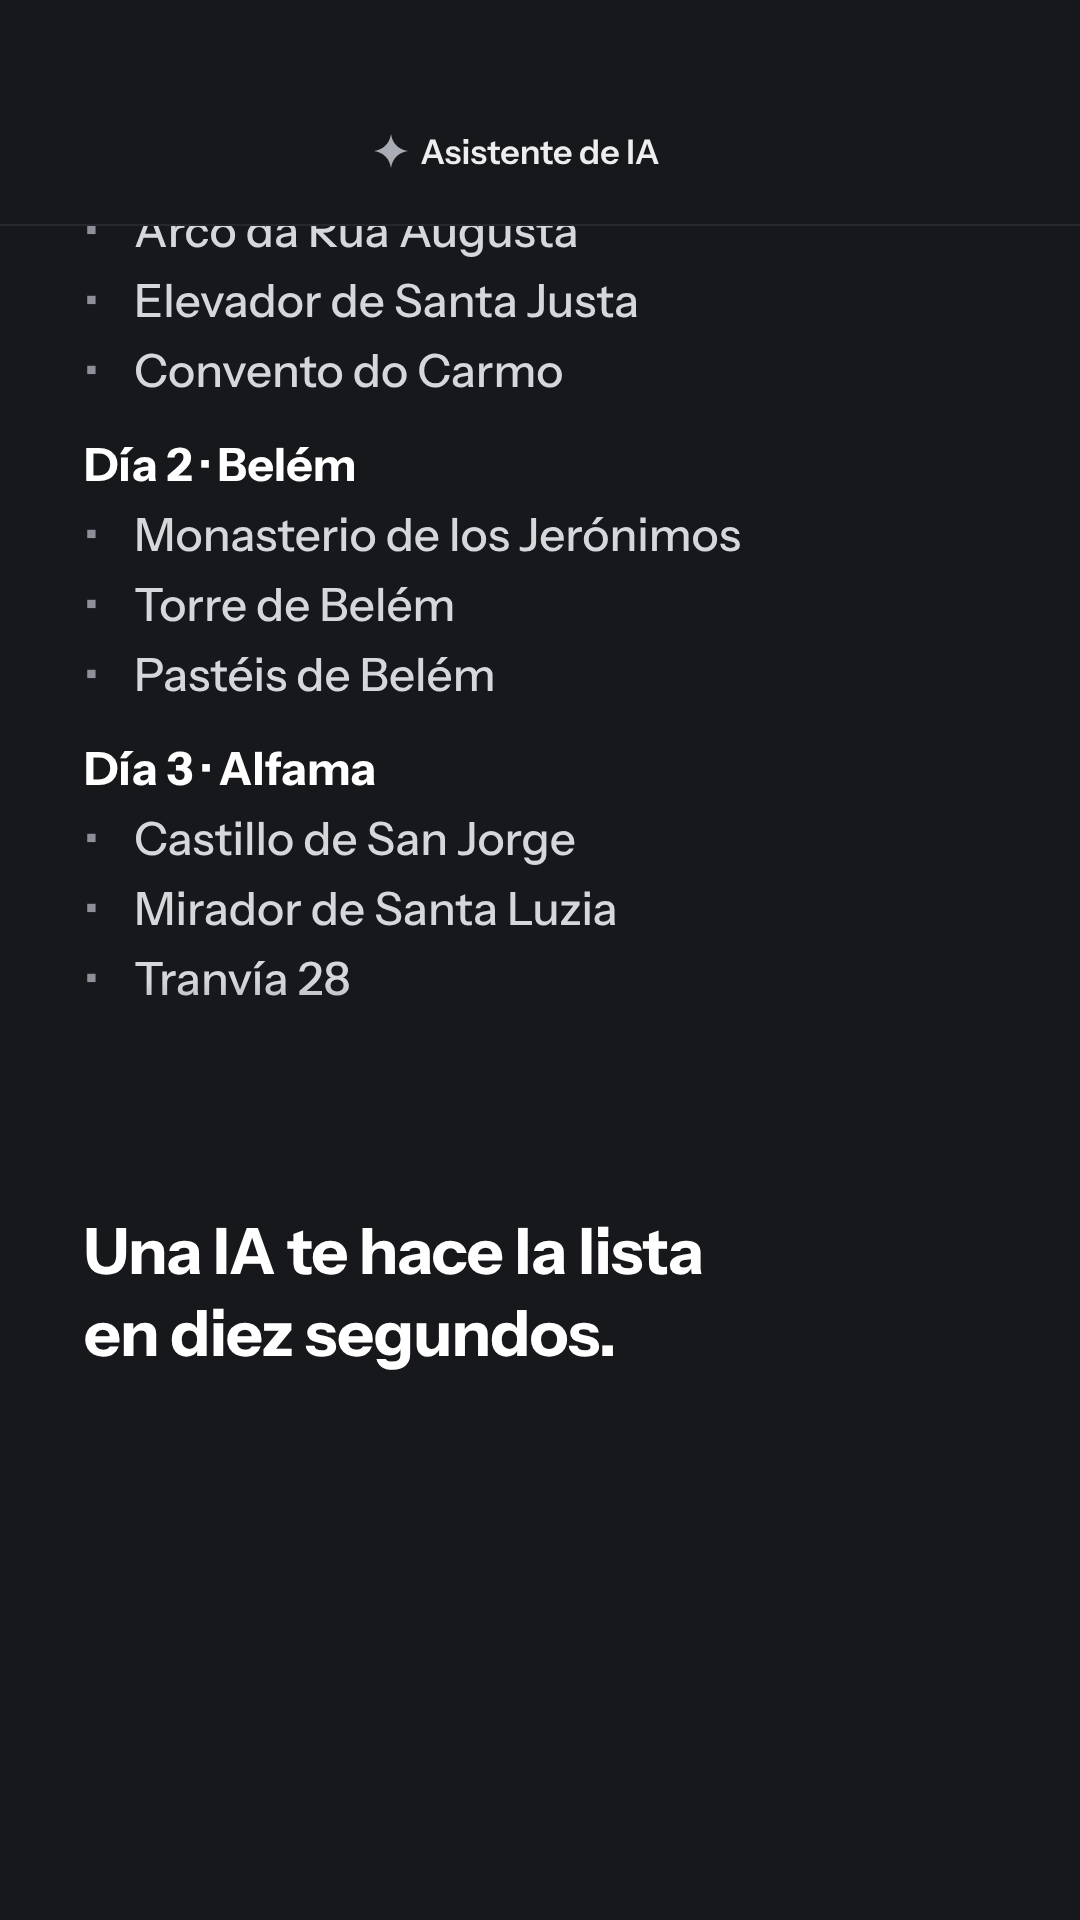 Asistente de IA
▪ Arco da Rua Augusta
▪ Elevador de Santa Justa
▪ Convento do Carmo
Día 2 · Belém
▪ Monasterio de los Jerónimos
▪ Torre de Belém
▪ Pastéis de Belém
Día 3 · Alfama
▪ Castillo de San Jorge
▪ Mirador de Santa Luzia
▪ Tranvía 28
Una IA te hace la lista
en diez segundos.